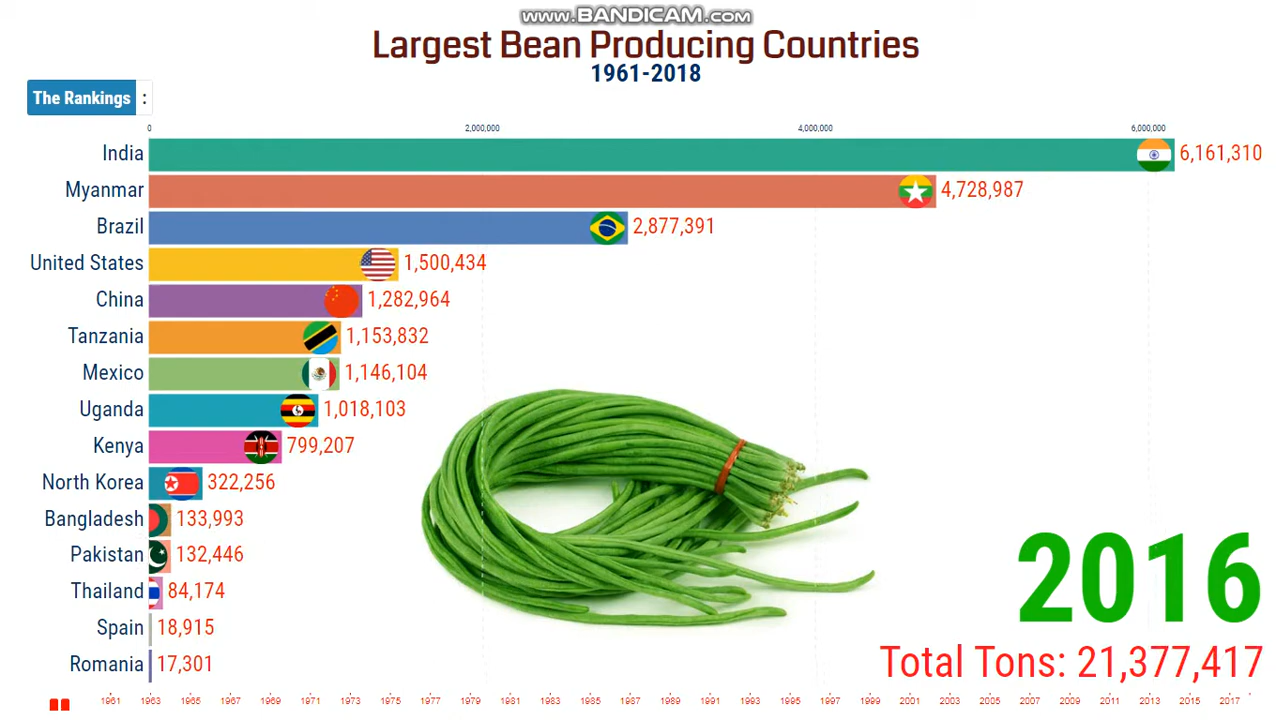 www.BANDICAM.com
Largest Bean Producing Countries
1961-2018
The Rankings :
0 2,000,000 4,000,000 6,000,000
India 6,161,310
Myanmar 4,728,987
Brazil 2,877,391
United States 1,500,434
China 1,282,964
Tanzania 1,153,832
Mexico 1,146,104
Uganda 1,018,103
Kenya 799,207
North Korea 322,256
Bangladesh 133,993
Pakistan 132,446
Thailand 84,174
Spain 18,915
Romania 17,301
2016
Total Tons: 21,377,417
1961 1963 1965 1967 1969 1971 1973 1975 1977 1979 1981 1983 1985 1987 1989 1991 1993 1995 1997 1999 2001 2003 2005 2007 2009 2011 2013 2015 2017